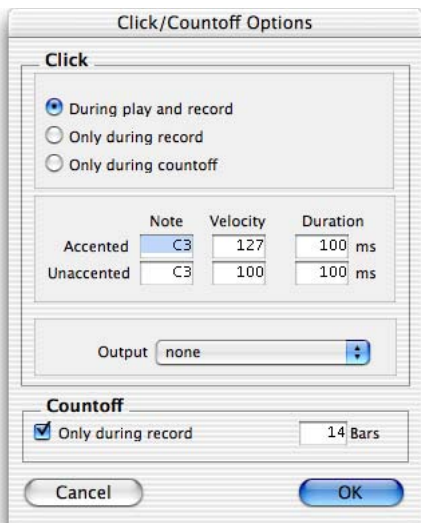 Click/Countoff Options
Click
During play and record
Only during record
Only during countoff
Note Velocity Duration
Accented C3 127 100 ms
Unaccented C3 100 100 ms
Output none
Countoff
Only during record 14 Bars
Cancel OK